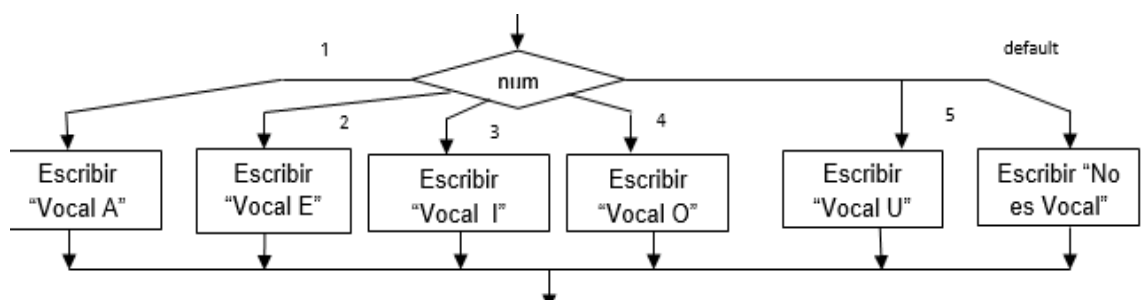 1
default
num
2
3
4
5
Escribir
“Vocal A”
Escribir
“Vocal E”
Escribir
“Vocal I”
Escribir
“Vocal O”
Escribir
“Vocal U”
Escribir “No
es Vocal”